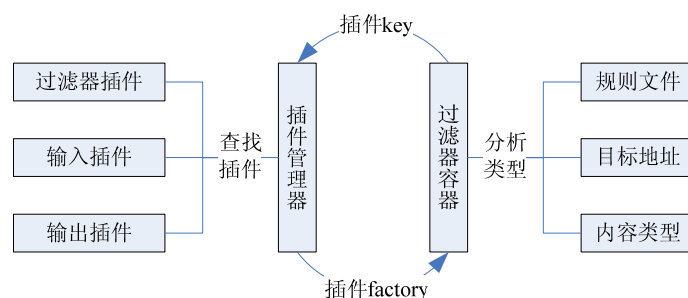 插件key
过滤器插件
输入插件
输出插件
查找
插件
插件管理器
过滤器容器
分析
类型
规则文件
目标地址
内容类型
插件factory